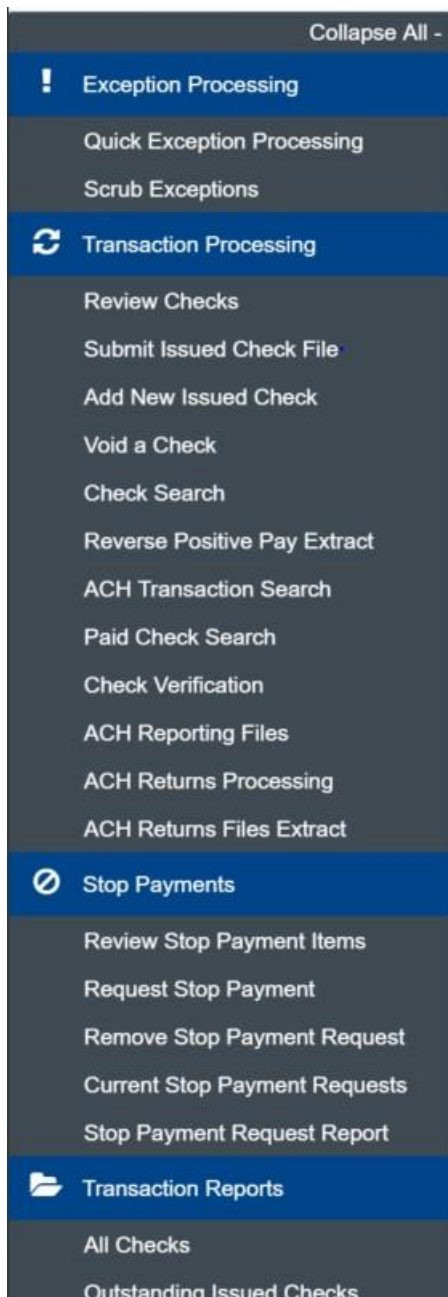 Collapse All -
Exception Processing
Quick Exception Processing
Scrub Exceptions
Transaction Processing
Review Checks
Submit Issued Check File
Add New Issued Check
Void a Check
Check Search
Reverse Positive Pay Extract
ACH Transaction Search
Paid Check Search
Check Verification
ACH Reporting Files
ACH Returns Processing
ACH Returns Files Extract
Stop Payments
Review Stop Payment Items
Request Stop Payment
Remove Stop Payment Request
Current Stop Payment Requests
Stop Payment Request Report
Transaction Reports
All Checks
Outstanding Issued Checks